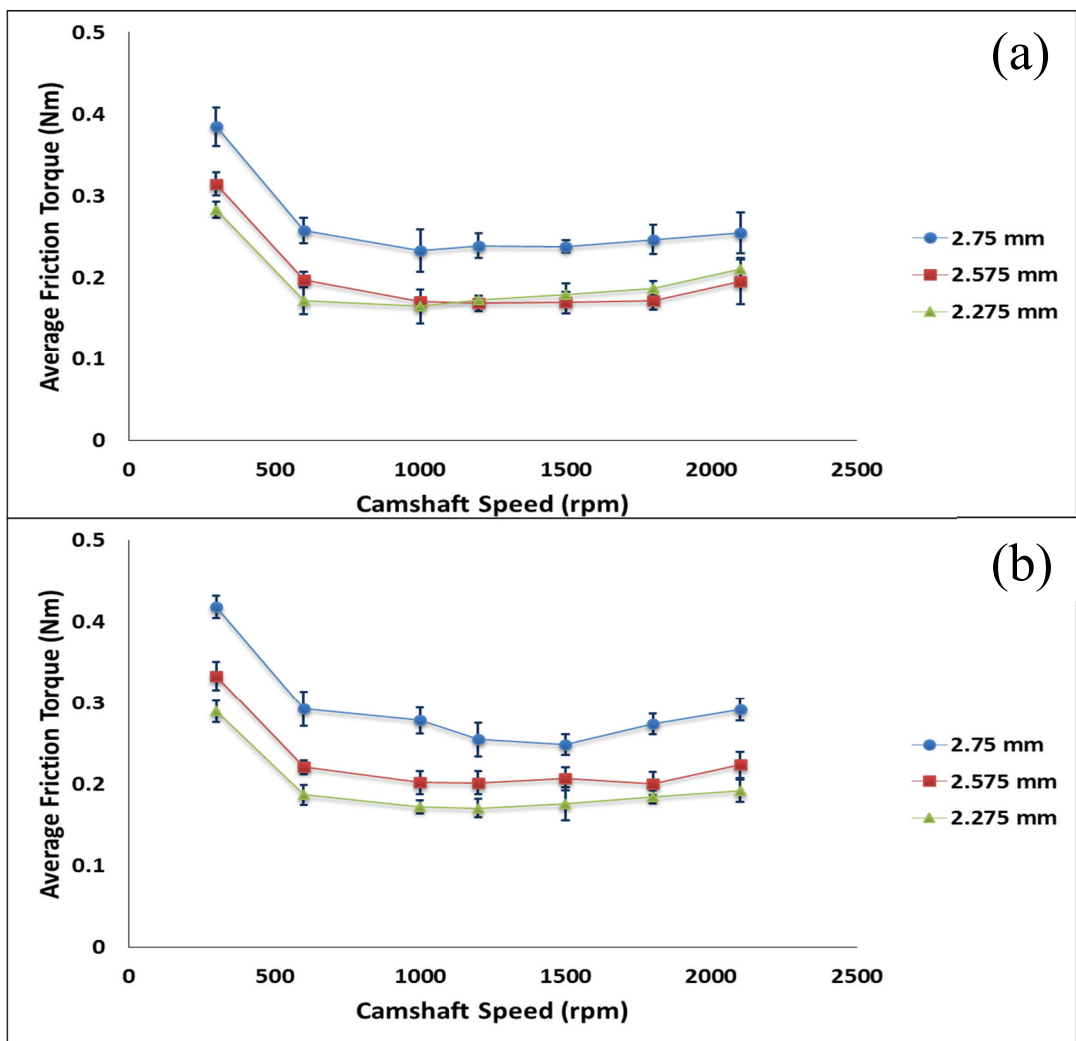 (a)
Average Friction Torque (Nm)
0.5
0.4
0.3
0.2
0.1
0
0 500 1000 1500 2000 2500
Camshaft Speed (rpm)
2.75 mm
2.575 mm
2.275 mm
(b)
Average Friction Torque (Nm)
0.5
0.4
0.3
0.2
0.1
0
0 500 1000 1500 2000 2500
Camshaft Speed (rpm)
2.75 mm
2.575 mm
2.275 mm